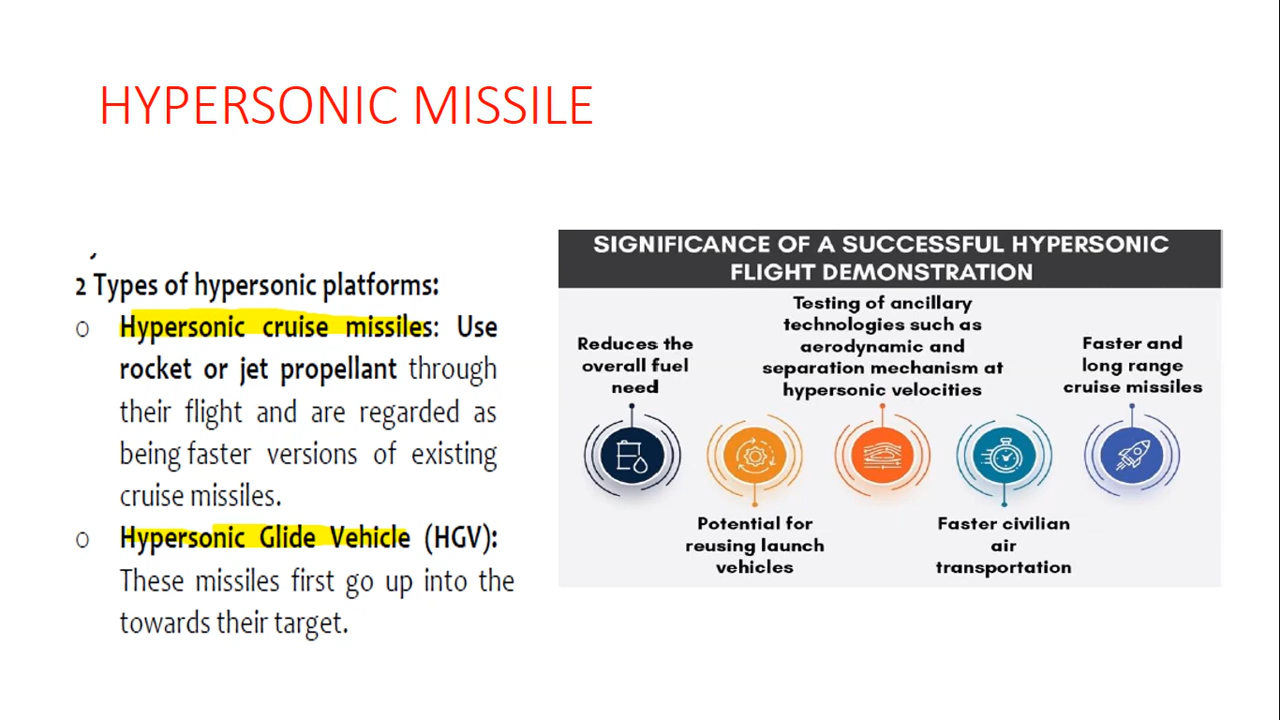 HYPERSONIC MISSILE
2 Types of hypersonic platforms:
o Hypersonic cruise missiles: Use
rocket or jet propellant through
their flight and are regarded as
being faster versions of existing
cruise missiles.
o Hypersonic Glide Vehicle (HGV):
These missiles first go up into the
towards their target.
SIGNIFICANCE OF A SUCCESSFUL HYPERSONIC
FLIGHT DEMONSTRATION
Reduces the
overall fuel
need
Potential for
reusing launch
vehicles
Testing of ancillary
technologies such as
aerodynamic and
separation mechanism at
hypersonic velocities
Faster civilian
air
transportation
Faster and
long range
cruise missiles